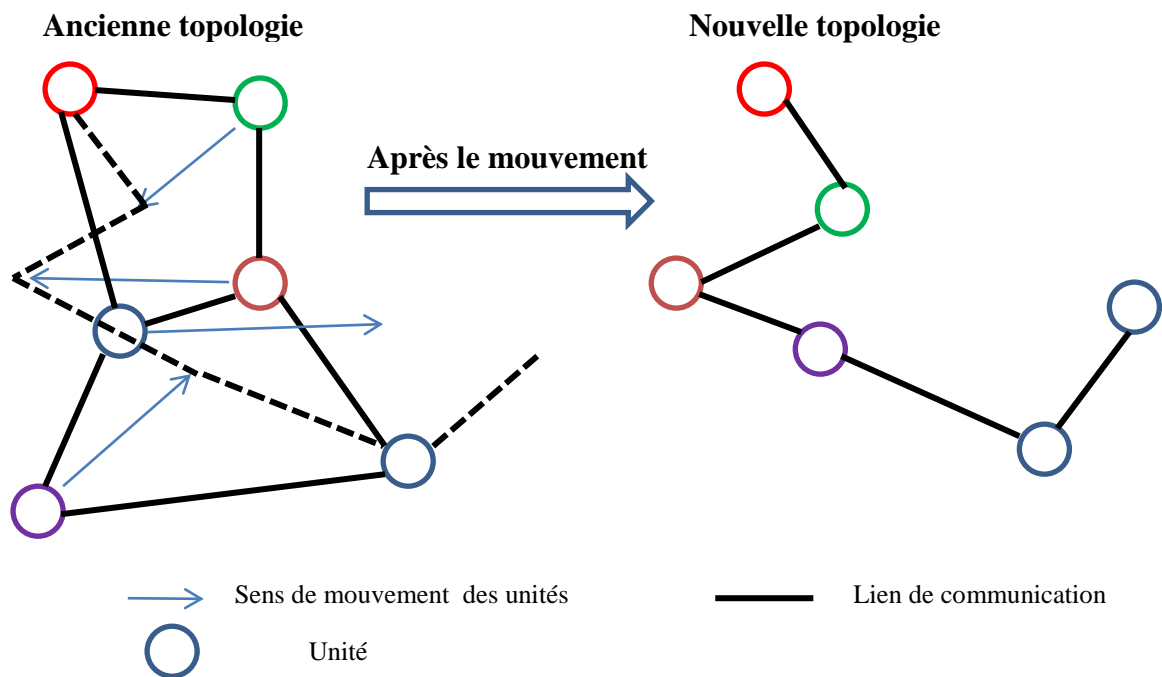 Ancienne topologie
Nouvelle topologie
Après le mouvement
Sens de mouvement des unités
Lien de communication
Unité